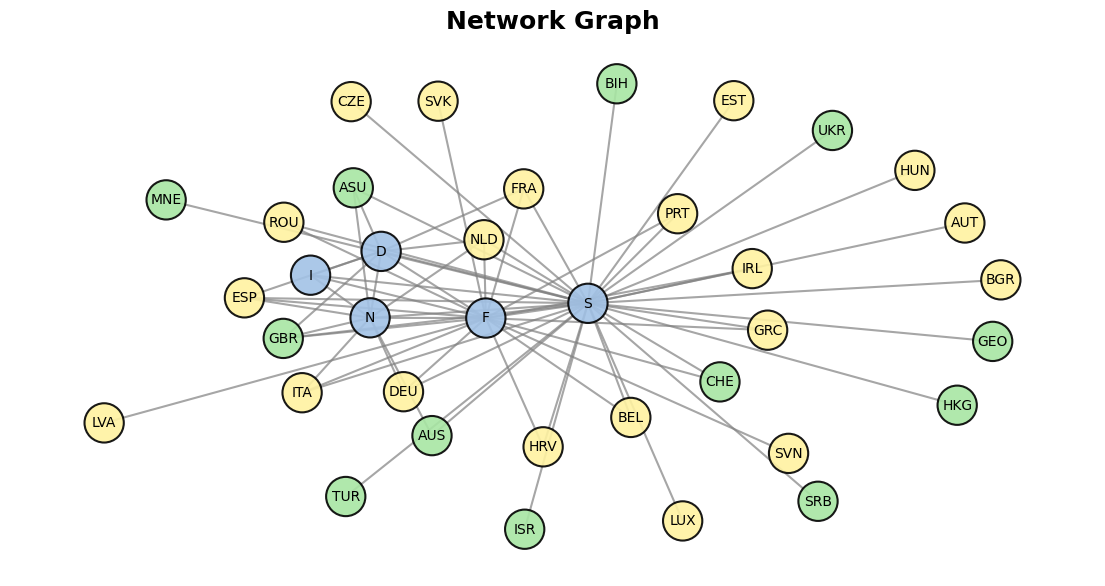 Network Graph
BIH
CZE
SVK
EST
UKR
HUN
ASU
FRA
MNE
PRT
ROU
AUT
NLD
D
IRL
I
BGR
ESP
S
N
F
GRC
GBR
GEO
CHE
DEU
ITA
HKG
BEL
LVA
AUS
HRV
SVN
TUR
SRB
LUX
ISR